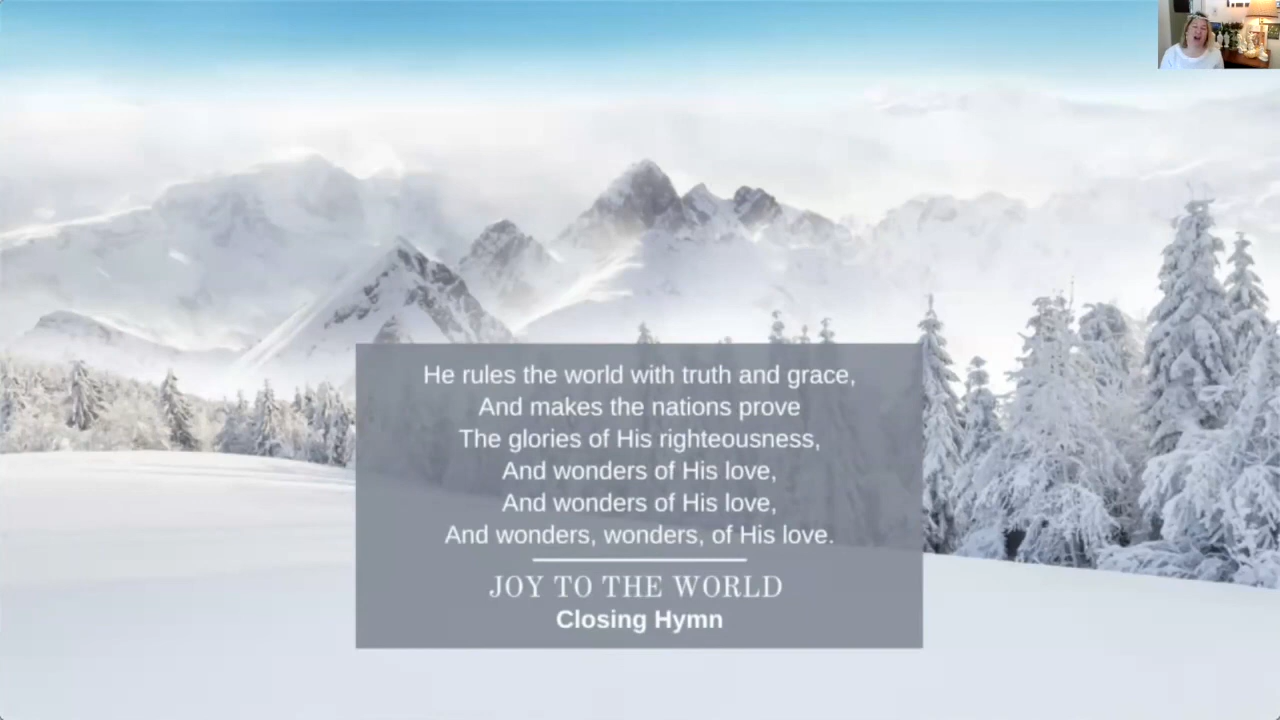 He rules the world with truth and grace,
And makes the nations prove
The glories of His righteousness,
And wonders of His love,
And wonders of His love,
And wonders, wonders, of His love.
JOY TO THE WORLD
Closing Hymn